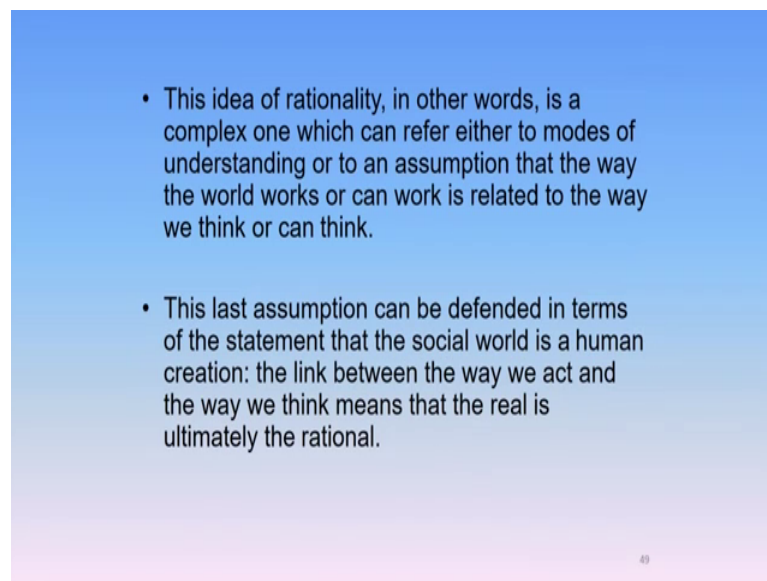 • This idea of rationality, in other words, is a
complex one which can refer either to modes of
understanding or to an assumption that the way
the world works or can work is related to the way
we think or can think.
• This last assumption can be defended in terms
of the statement that the social world is a human
creation: the link between the way we act and
the way we think means that the real is
ultimately the rational.
49